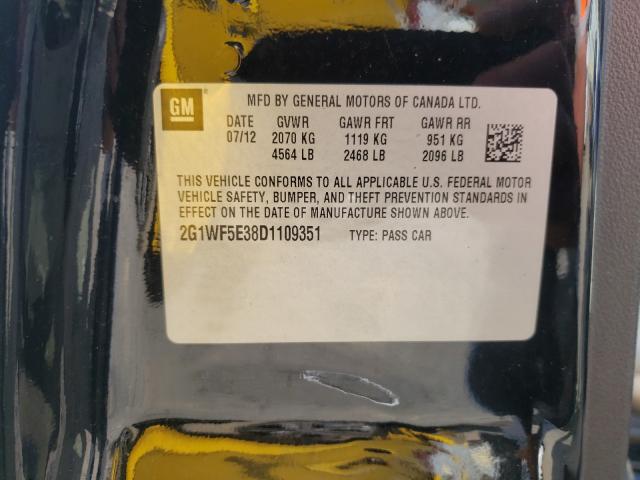 GM
MFD BY GENERAL MOTORS OF CANADA LTD.
DATE GVWR GAWR FRT GAWR RR
07/12 2070 KG 1119 KG 951 KG
4564 LB 2468 LB 2096 LB
THIS VEHICLE CONFORMS TO ALL APPLICABLE U.S. FEDERAL MOTOR
VEHICLE SAFETY, BUMPER, AND THEFT PREVENTION STANDARDS IN
EFFECT ON THE DATE OF MANUFACTURE SHOWN ABOVE.
2G1WF5E38D1109351 TYPE: PASS CAR